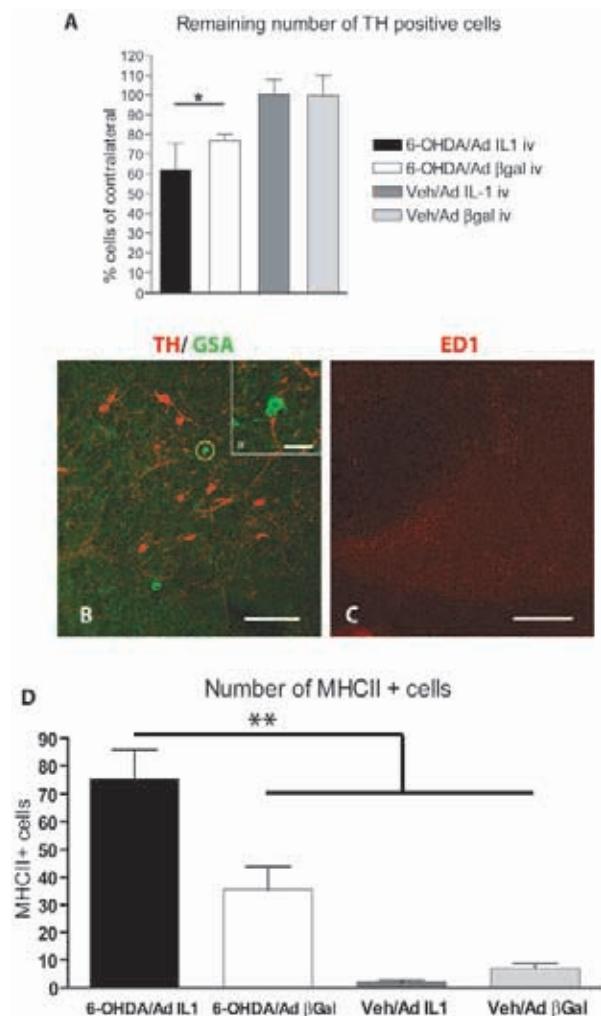 A
Remaining number of TH positive cells
% cells of contralateral
120
110
100
90
80
70
60
50
40
30
20
10
0
*
6-OHDA/Ad IL1 iv
6-OHDA/Ad βgal iv
Veh/Ad IL-1 iv
Veh/Ad βgal iv
TH/ GSA
ED1
B
C
D
Number of MHCII + cells
MHCII+ cells
90
80
70
60
50
40
30
20
10
0
**
6-OHDA/Ad IL1
6-OHDA/Ad βGal
Veh/Ad IL1
Veh/Ad βGal